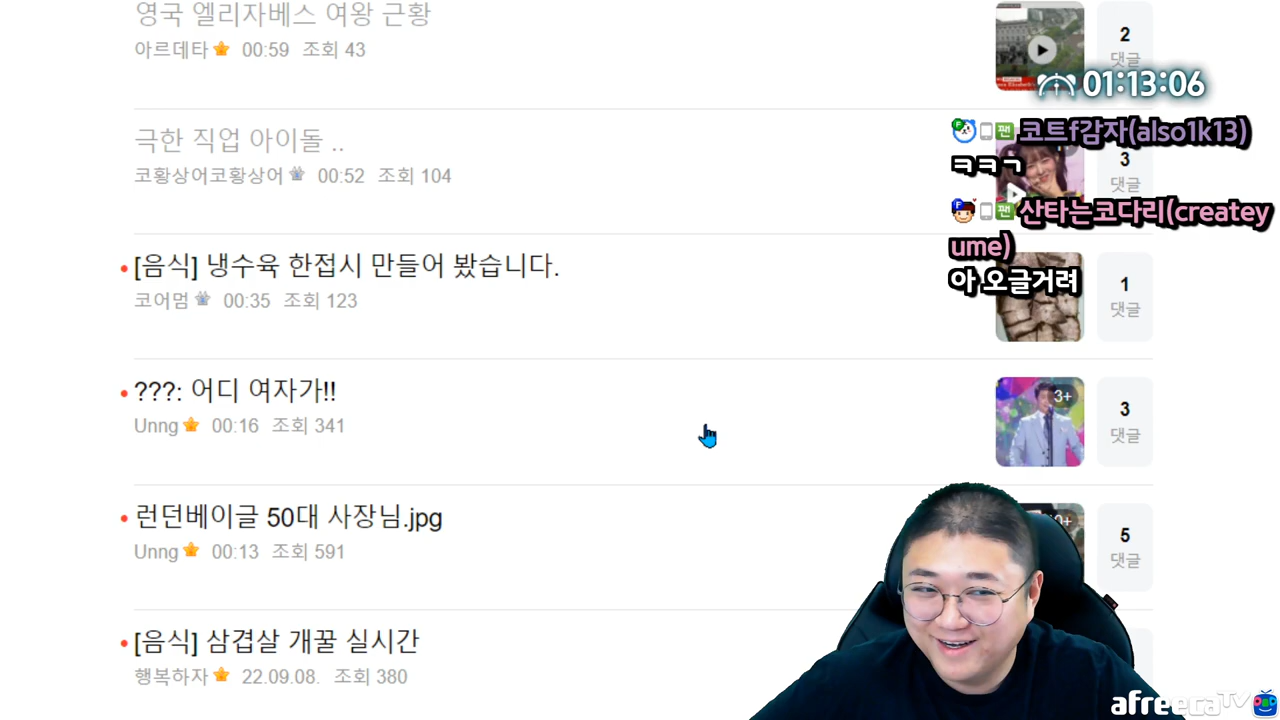 영국 엘리자베스 여왕 근황
아르데타 00:59 조회 43
2
댓글
01:13:06
극한 직업 아이돌 ..
코황상어코황상어 00:52 조회 104
3
댓글
팬 코트f감자(also1k13)
ㅋㅋㄱ
팬 산타는코다리(createy
ume)
아 오글거려
[음식] 냉수육 한접시 만들어 봤습니다.
코어멈 00:35 조회 123
1
댓글
???: 어디 여자가!!
Unng 00:16 조회 341
3+
3
댓글
런던베이글 50대 사장님.jpg
Unng 00:13 조회 591
5
댓글
[음식] 삼겹살 개꿀 실시간
행복하자 22.09.08. 조회 380
afreecaTV